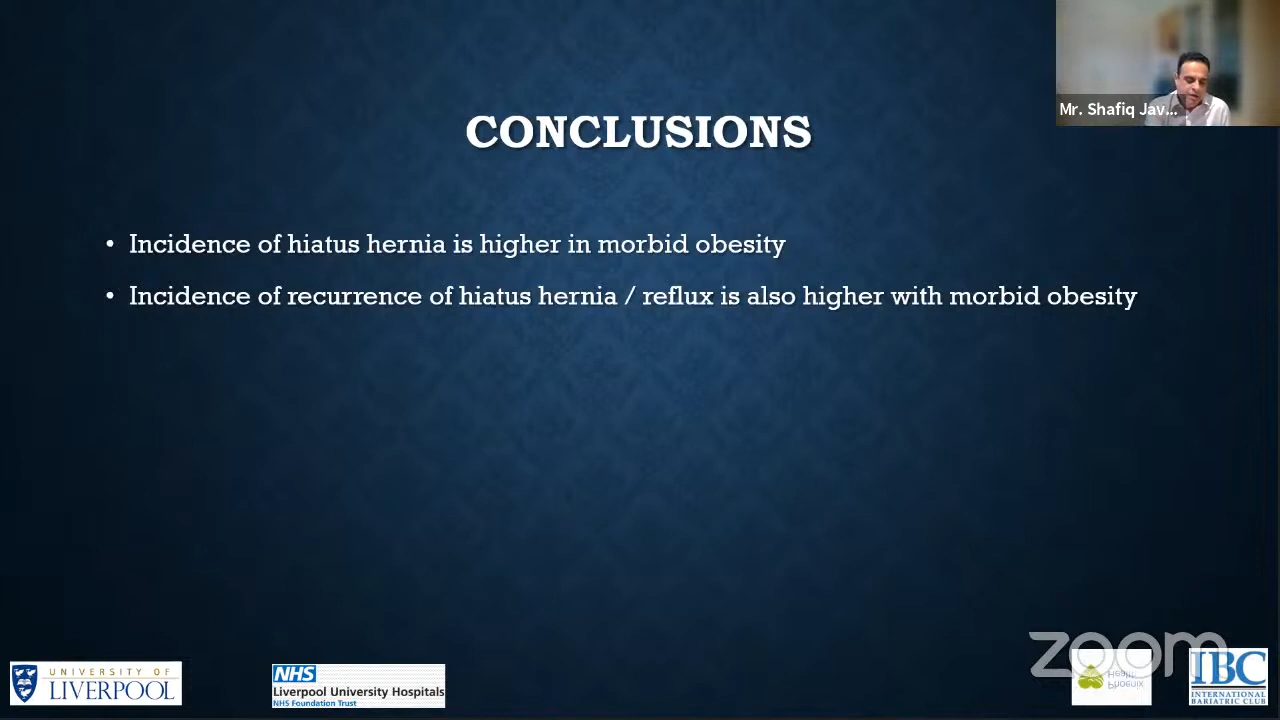 Mr. Shafiq Jav...
CONCLUSIONS
• Incidence of hiatus hernia is higher in morbid obesity
• Incidence of recurrence of hiatus hernia / reflux is also higher with morbid obesity
zoom
UNIVERSITY OF
LIVERPOOL
NHS
Liverpool University Hospitals
NHS Foundation Trust
Phoenix
Health
IBC
INTERNATIONAL
BARIATRIC CLUB